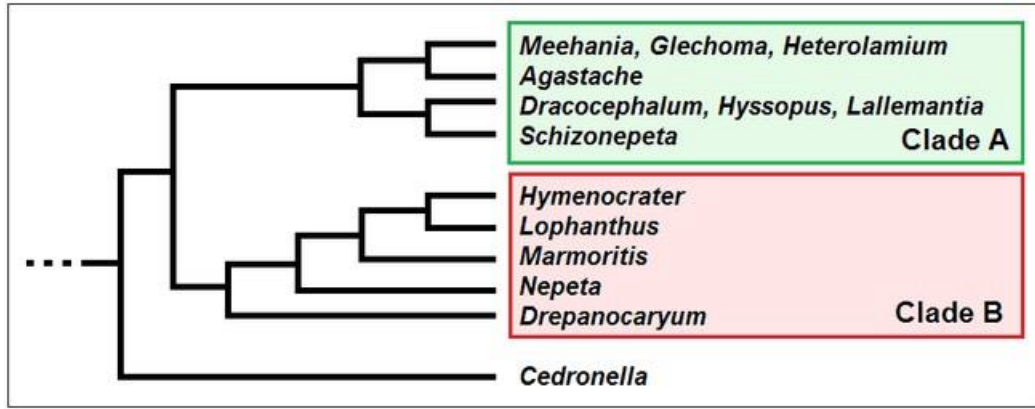 Meehania, Glechoma, Heterolamium
Agastache
Dracocephalum, Hyssopus, Lallemantia
Schizonepeta
Clade A
Hymenocrater
Lophanthus
Marmoritis
Nepeta
Drepanocaryum
Clade B
Cedronella